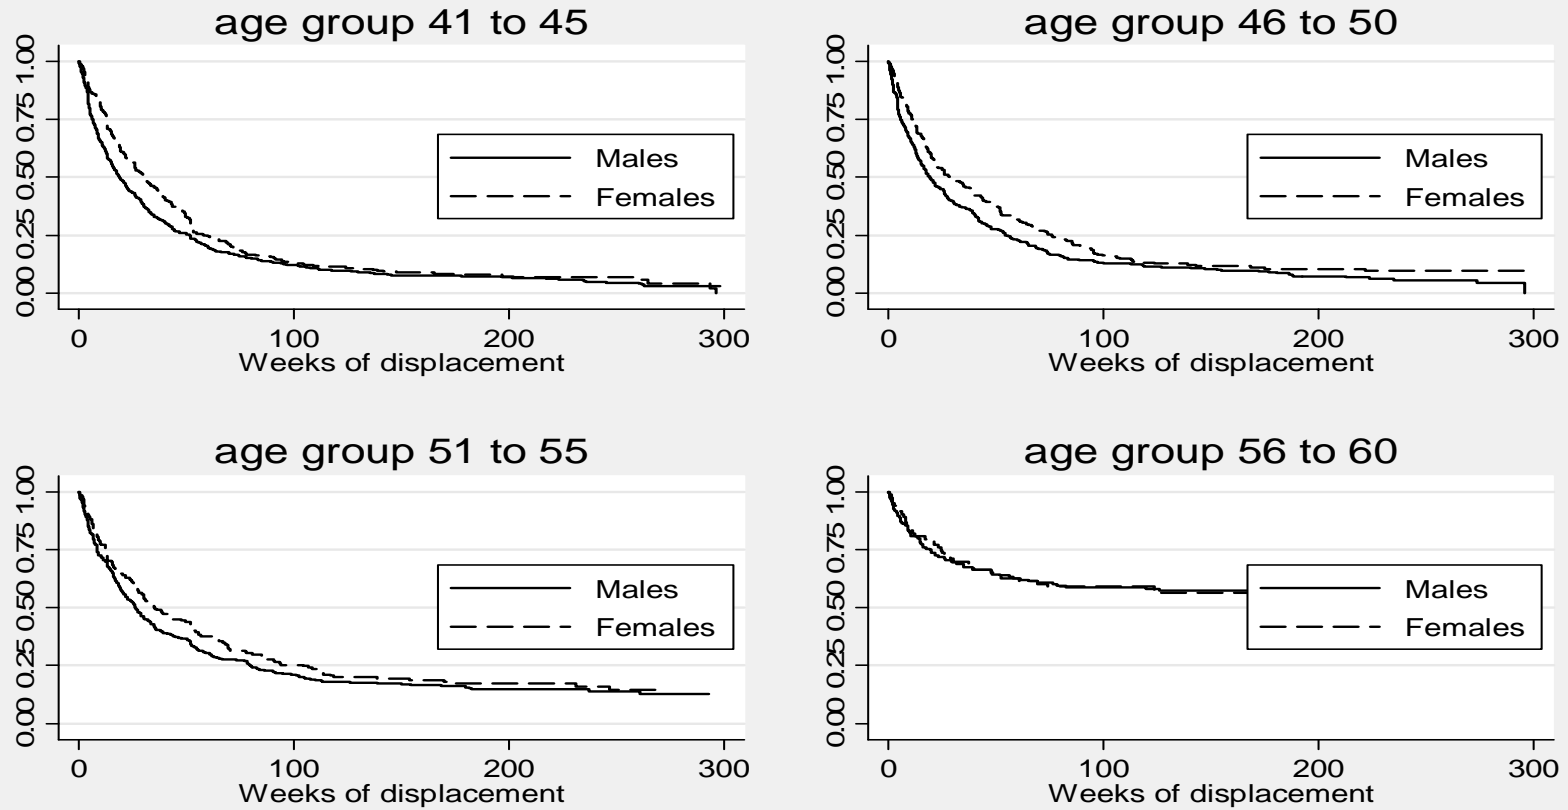 age group 41 to 45
1.00
0.75
0.50
0.25
0.00
Males
Females
0 100 200 300
Weeks of displacement
age group 46 to 50
1.00
0.75
0.50
0.25
0.00
Males
Females
0 100 200 300
Weeks of displacement
age group 51 to 55
1.00
0.75
0.50
0.25
0.00
Males
Females
0 100 200 300
Weeks of displacement
age group 56 to 60
1.00
0.75
0.50
0.25
0.00
Males
Females
0 100 200 300
Weeks of displacement